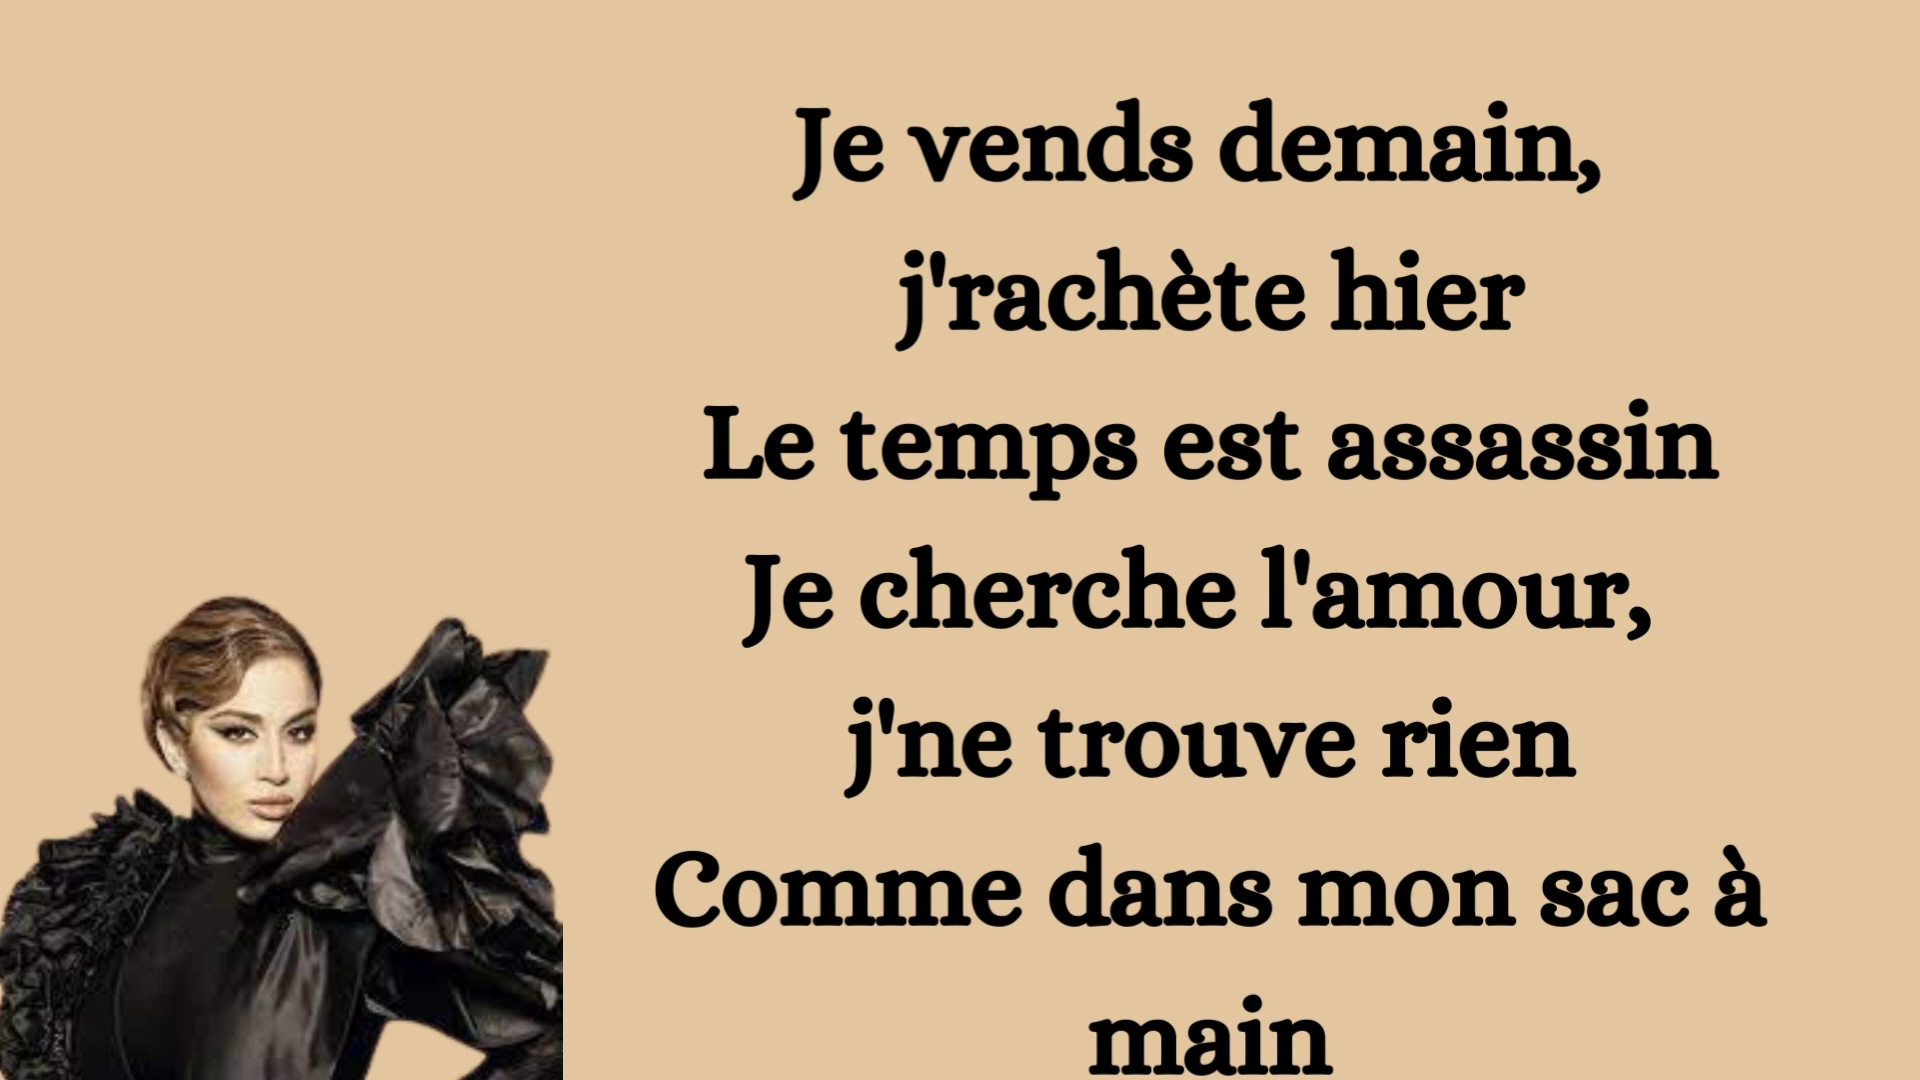 Je vends demain,
j'rachète hier
Le temps est assassin
Je cherche l'amour,
j'ne trouve rien
Comme dans mon sac à
main